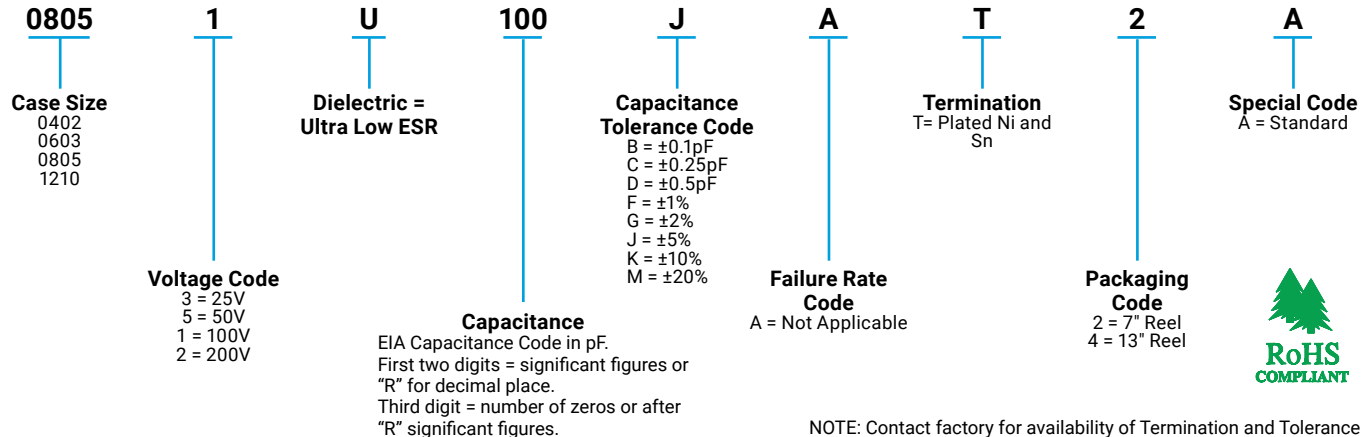 0805 1 U 100 J A T 2 A
Case Size
0402
0603
0805
1210
Voltage Code
3 = 25V
5 = 50V
1 = 100V
2 = 200V
Dielectric =
Ultra Low ESR
Capacitance
EIA Capacitance Code in pF.
First two digits = significant figures or
“R” for decimal place.
Third digit = number of zeros or after
“R” significant figures.
Capacitance
Tolerance Code
B = ±0.1pF
C = ±0.25pF
D = ±0.5pF
F = ±1%
G = ±2%
J = ±5%
K = ±10%
M = ±20%
Failure Rate
Code
A = Not Applicable
Termination
T= Plated Ni and
Sn
Packaging
Code
2 = 7" Reel
4 = 13" Reel
Special Code
A = Standard
RoHS
COMPLIANT
NOTE: Contact factory for availability of Termination and Tolerance